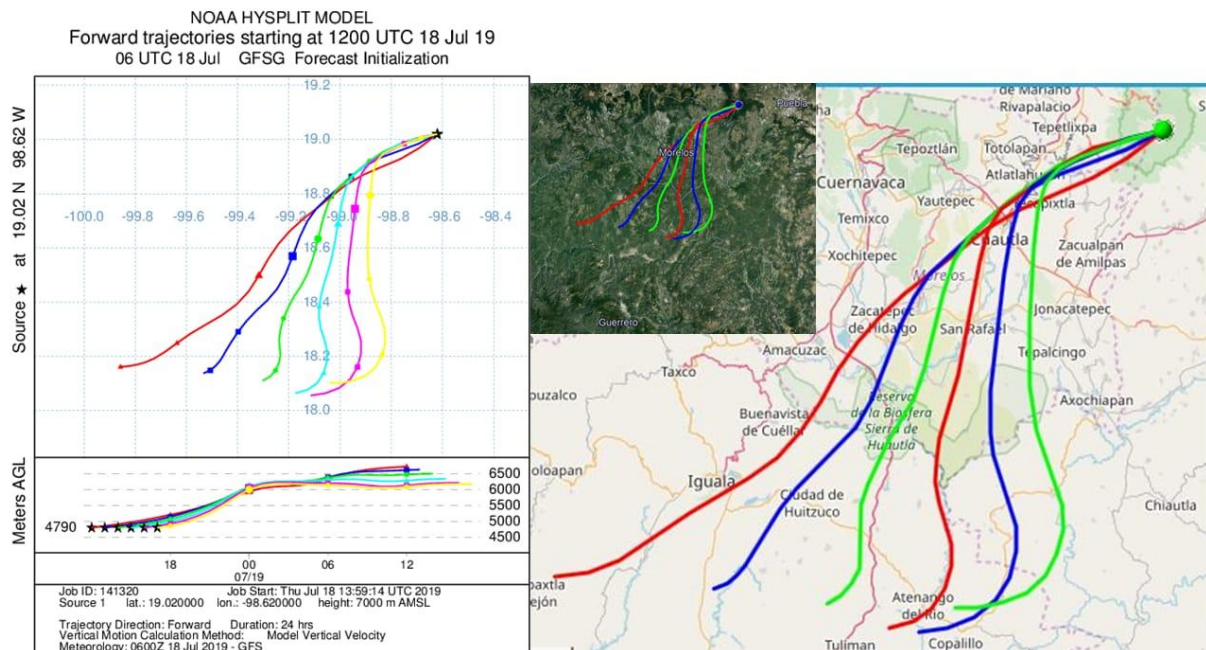 NOAA HYSPLIT MODEL
Forward trajectories starting at 1200 UTC 18 Jul 19
06 UTC 18 Jul GFSG Forecast Initialization
Source ★ at 19.02 N 98.62 W
19.2
19.0
18.8
-100.0 -99.8 -99.6 -99.4 -99.2 -99.0 -98.8 -98.6 -98.4
18.6
18.4
18.2
18.0
Meters AGL
4790
6500
6000
5500
5000
4500
18 00 06 12
07/19
Job ID: 141320 Job Start: Thu Jul 18 13:59:14 UTC 2019
Source 1 lat.: 19.020000 lon.: -98.620000 height: 7000 m AMSL
Trajectory Direction: Forward Duration: 24 hrs
Vertical Motion Calculation Method: Model Vertical Velocity
Meteorology: 0600Z 18 Jul 2019 - GFS
Puebla
Morelos
Guerrero
de Mariano
Rivapalacio
Tepetlixpa
Tepoztlán
Totolapan
Cuernavaca
Atlatlahucan
Yautepec
Temixco
Cuautla
Zacualpan
de Amilpas
Xochitepec
Morelos
Zacatepec
de Hidalgo
San Rafael
Jonacatepec
Amacuzac
Tepalcingo
Taxco
Axochiapan
Reserva
de la Biosfera
Sierra de
Huautla
Buenavista
de Cuéllar
Iguala
Ciudad de
Huitzuco
Chiautla
Atenango
del Río
Tuliman
Copalillo